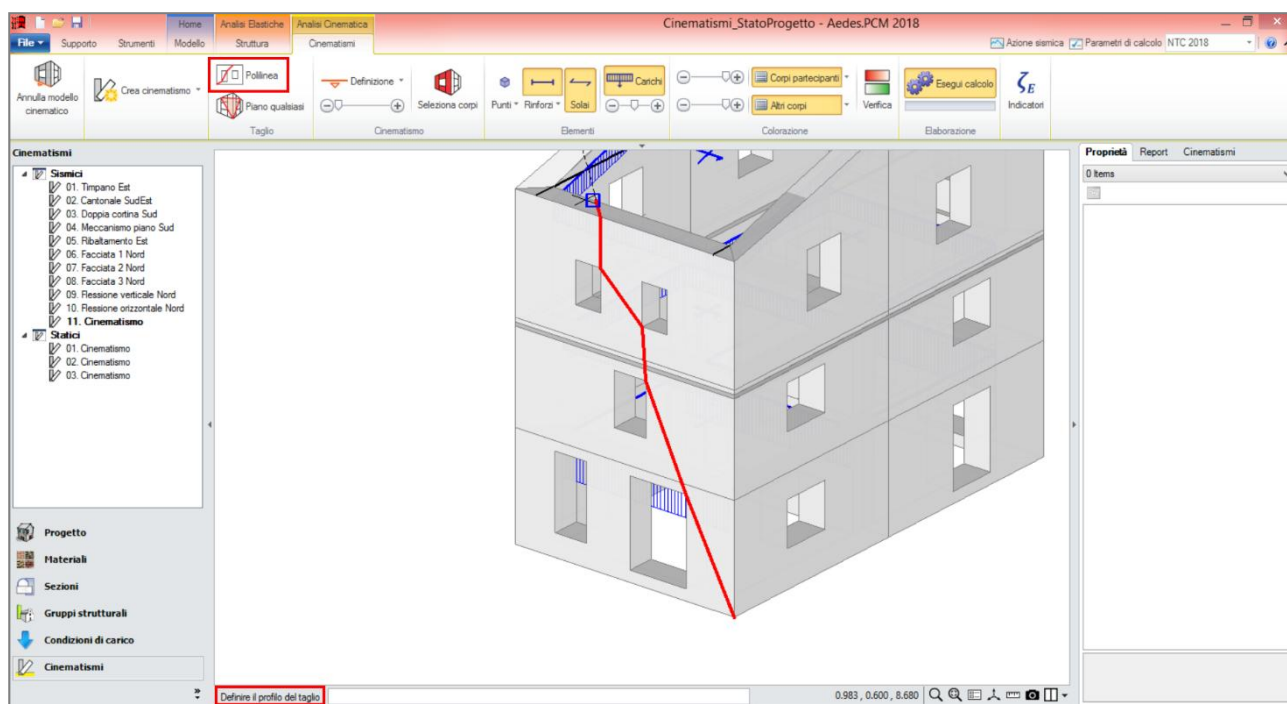 Home Analisi Elastiche Analisi Cinematica Cinematismi_StatoProgetto - Aedes.PCM 2018
File Supporto Strumenti Modello Struttura Cinematismi Azione sismica Parametri di calcolo NTC 2018
Annulla modello cinematico
Crea cinematismo
Polilinea
Piano qualsiasi
Taglio
Definizione
Seleziona corpi
Cinematismo
Punti Rinforzi Solai
Carichi
Elementi
Corpi partecipanti
Altri corpi
Colorazione
Verifica
Esegui calcolo
Elaborazione
ζE
Indicatori
Cinematismi
Sismici
01. Timpano Est
02. Cantonale SudEst
03. Doppia cortina Sud
04. Meccanismo piano Sud
05. Ribaltamento Est
06. Facciata 1 Nord
07. Facciata 2 Nord
08. Facciata 3 Nord
09. Flessione verticale Nord
10. Flessione orizzontale Nord
11. Cinematismo
Statici
01. Cinematismo
02. Cinematismo
03. Cinematismo
Progetto
Materiali
Sezioni
Gruppi strutturali
Condizioni di carico
Cinematismi
Proprietà Report Cinematismi
0 Items
Definire il profilo del taglio
0.983 , 0.600 , 8.680